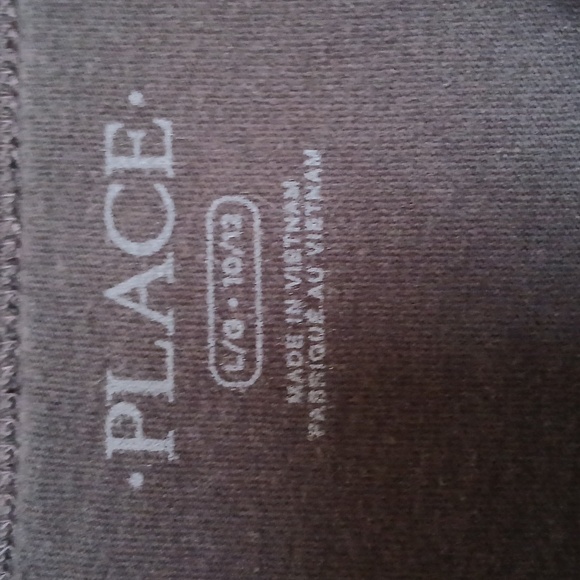 ·PLACE·
L/G · 10/12
MADE IN VIETNAM
FABRIQUÉ AU VIETNAM